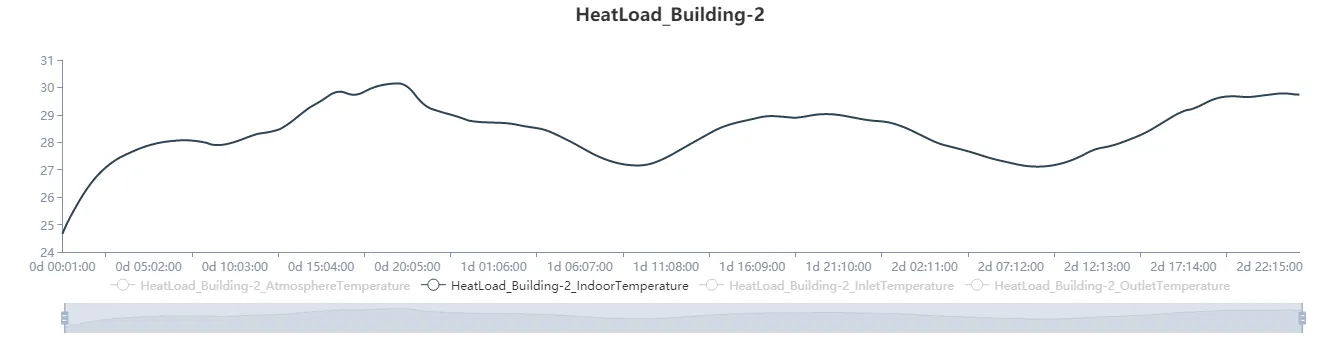 HeatLoad_Building-2
31
30
29
28
27
26
25
24
0d 00:01:00 0d 05:02:00 0d 10:03:00 0d 15:04:00 0d 20:05:00 1d 01:06:00 1d 06:07:00 1d 11:08:00 1d 16:09:00 1d 21:10:00 2d 02:11:00 2d 07:12:00 2d 12:13:00 2d 17:14:00 2d 22:15:00
HeatLoad_Building-2_AtmosphereTemperature HeatLoad_Building-2_IndoorTemperature HeatLoad_Building-2_InletTemperature HeatLoad_Building-2_OutletTemperature